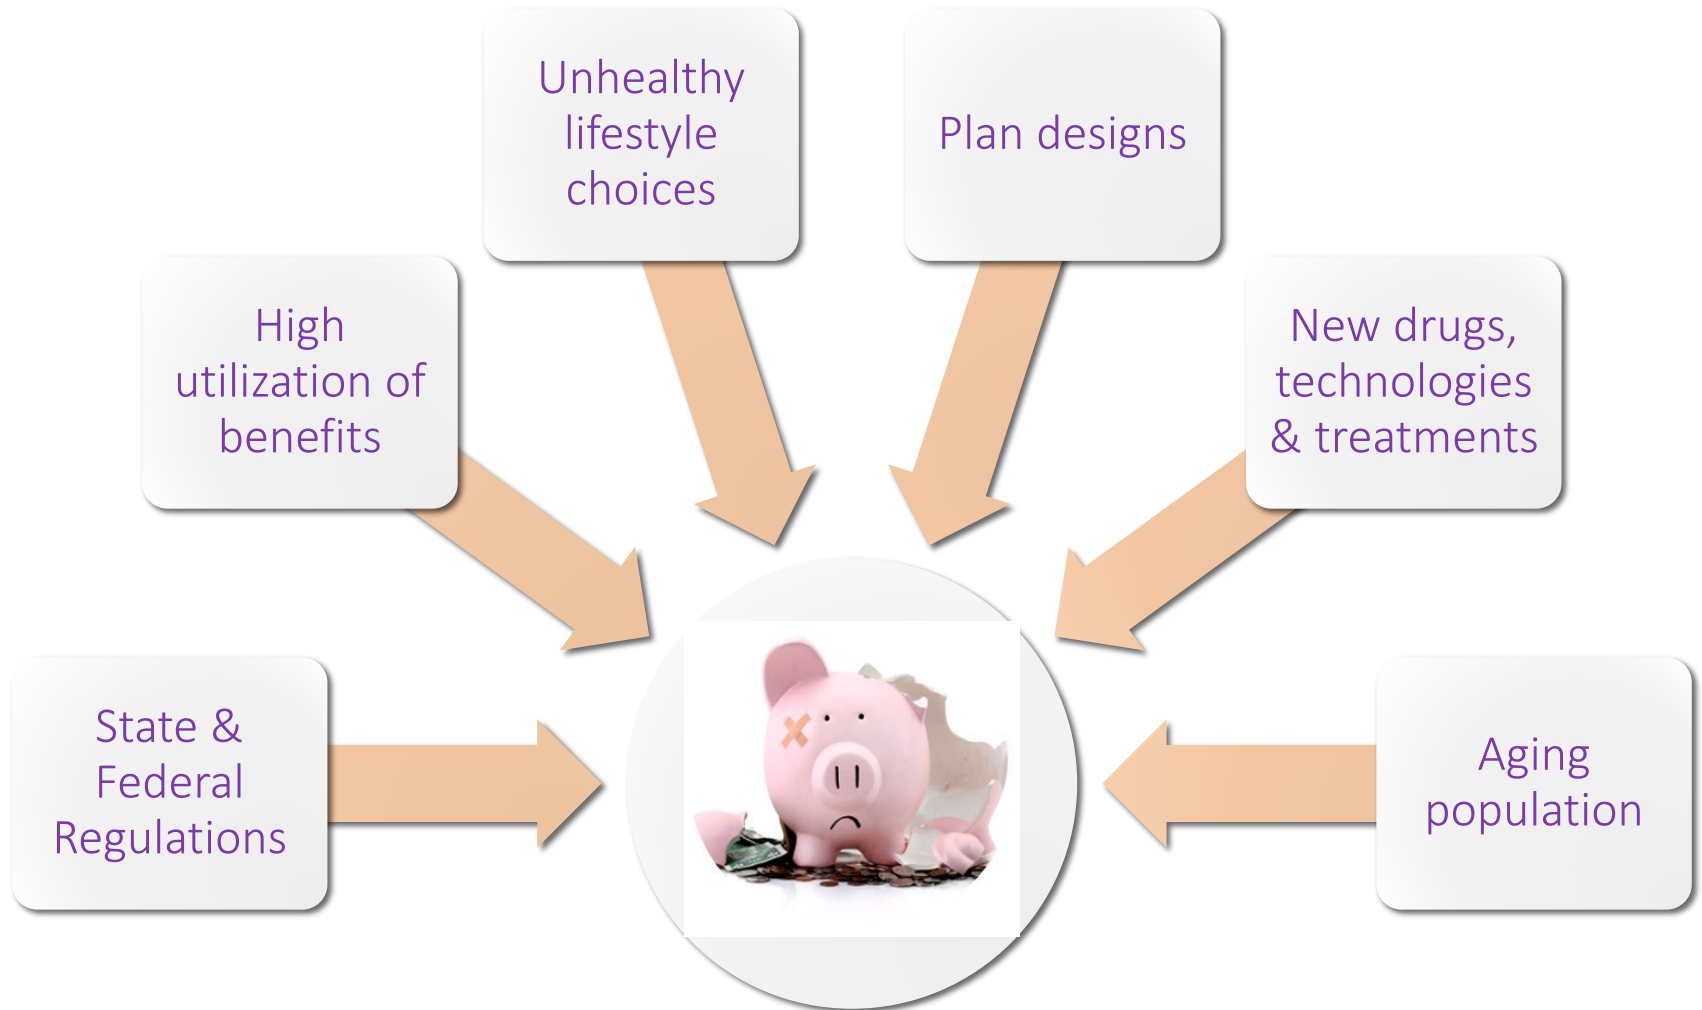 Unhealthy
lifestyle
choices
Plan designs
High
utilization of
benefits
New drugs,
technologies
& treatments
State &
Federal
Regulations
Aging
population